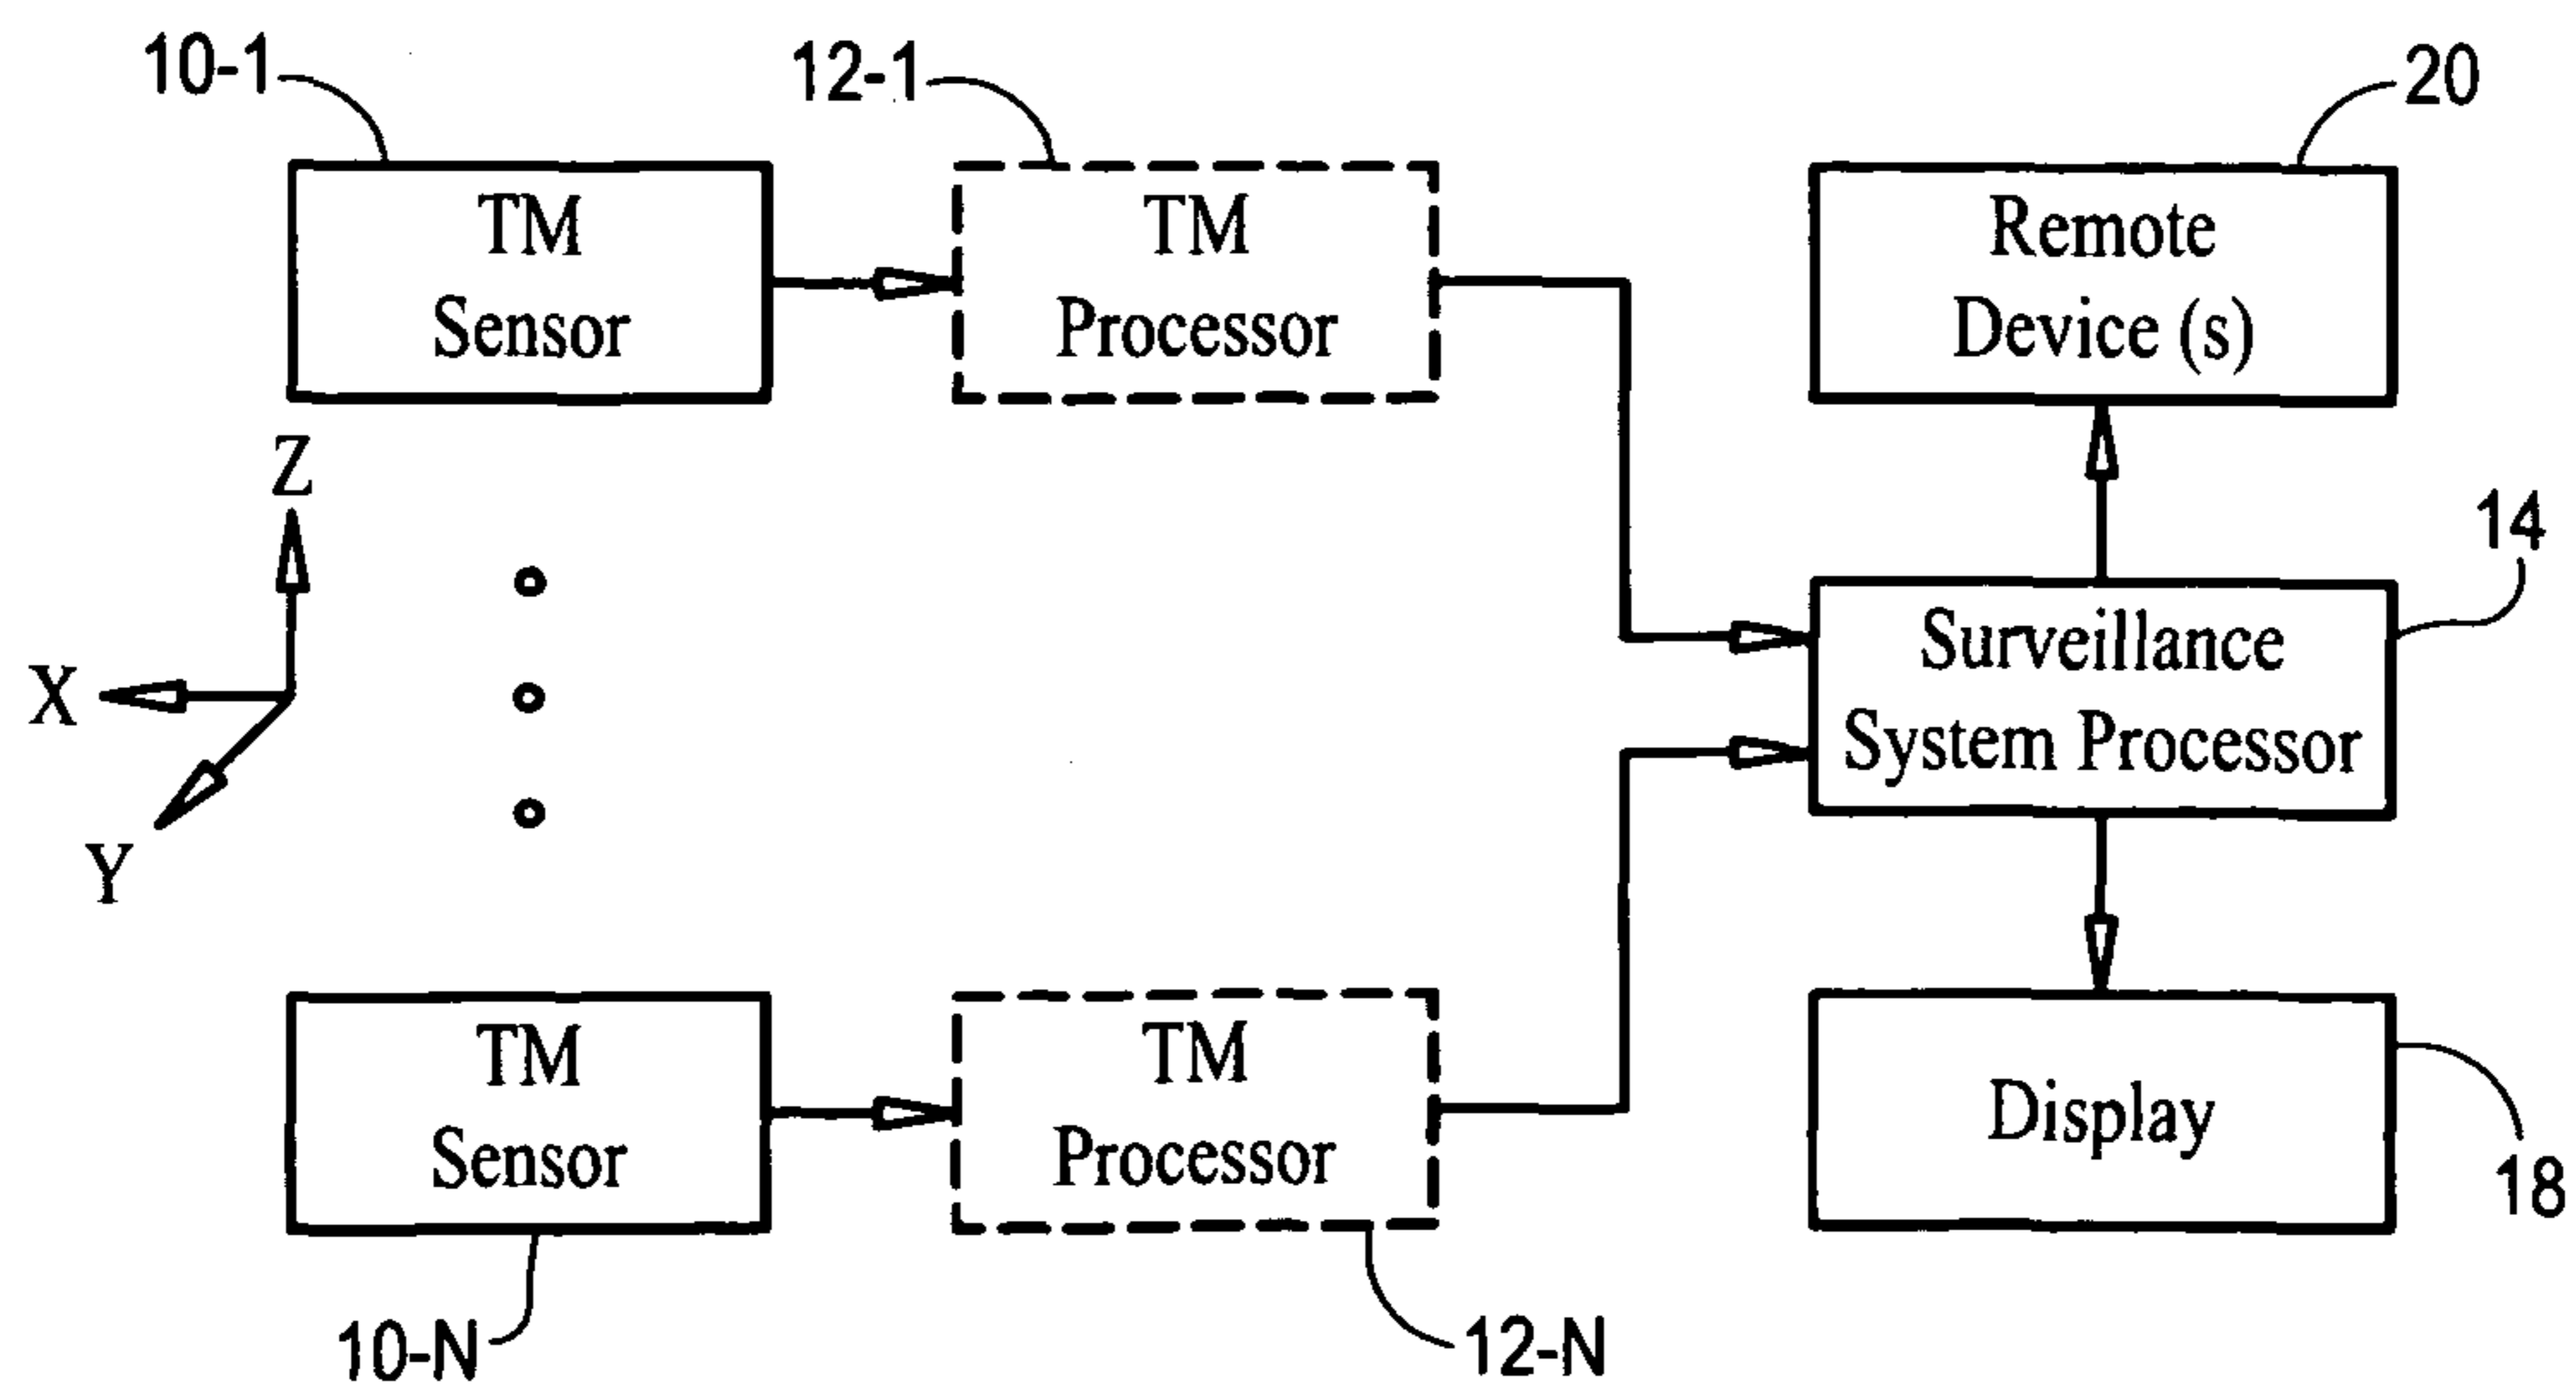 10-1
12-1
20
TM
Sensor
TM
Processor
Remote
Device (s)
Z
X
Y
14
Surveillance
System Processor
TM
Sensor
TM
Processor
Display
18
10-N
12-N